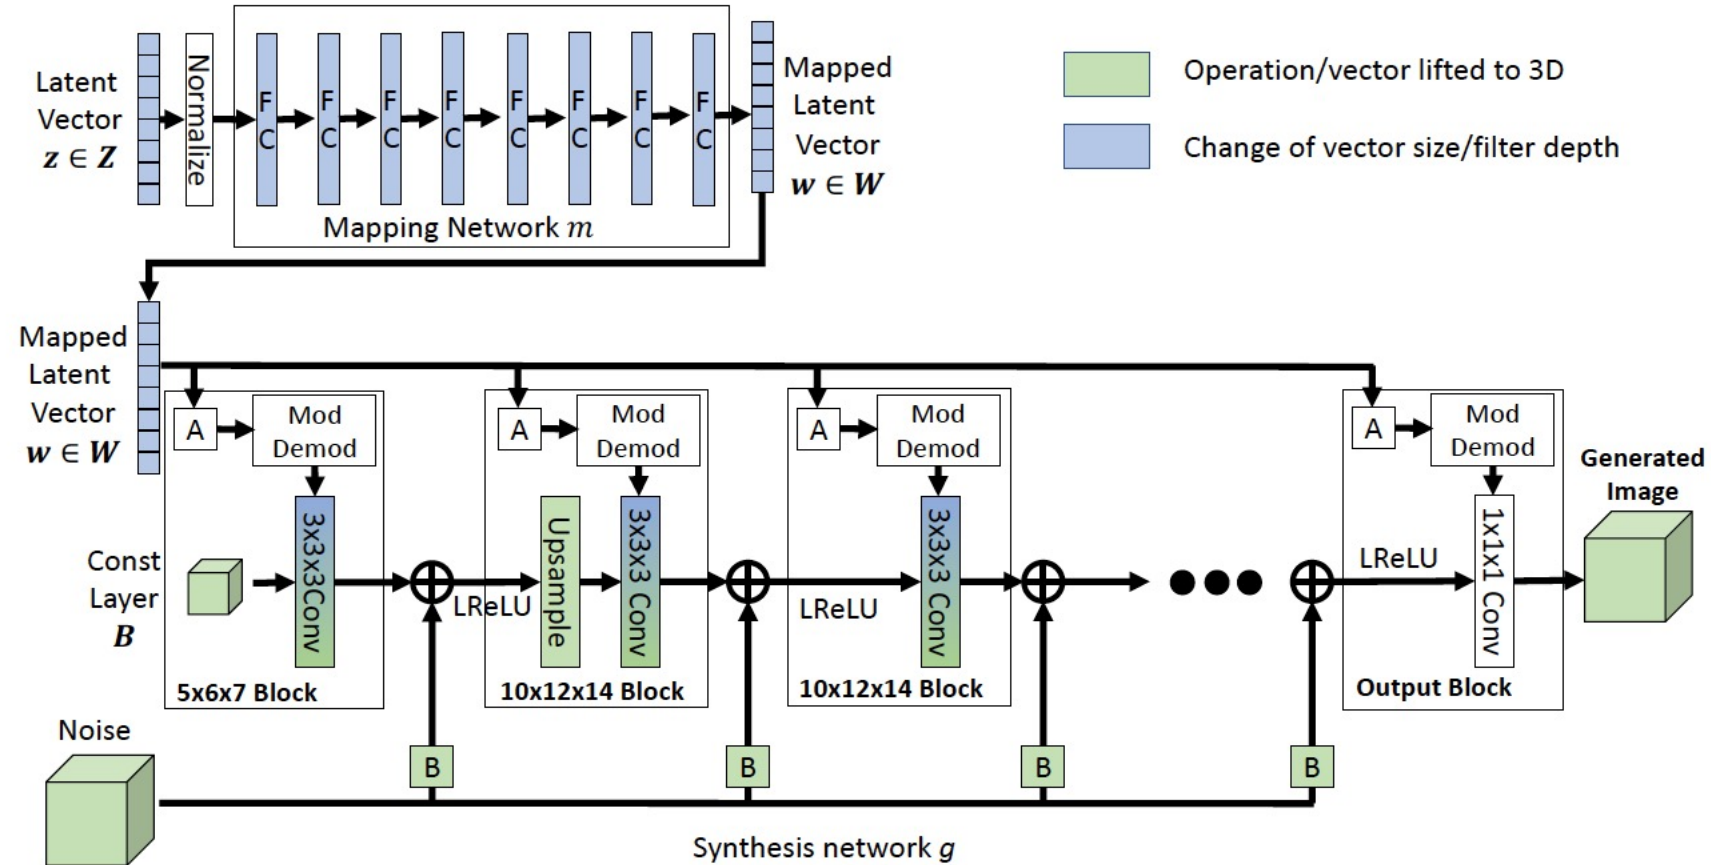 Latent
Vector
z ∈ Z
Normalize
F
C
F
C
F
C
F
C
F
C
F
C
F
C
F
C
Mapping Network m
Mapped
Latent
Vector
w ∈ W
Operation/vector lifted to 3D
Change of vector size/filter depth
Mapped
Latent
Vector
w ∈ W
A
Mod
Demod
3x3x3Conv
Const
Layer
B
5x6x7 Block
LReLU
A
Mod
Demod
Upsample
3x3x3 Conv
10x12x14 Block
LReLU
A
Mod
Demod
3x3x3 Conv
10x12x14 Block
LReLU
A
Mod
Demod
1x1x1 Conv
Output Block
Generated
Image
Noise
B
B
B
B
Synthesis network g